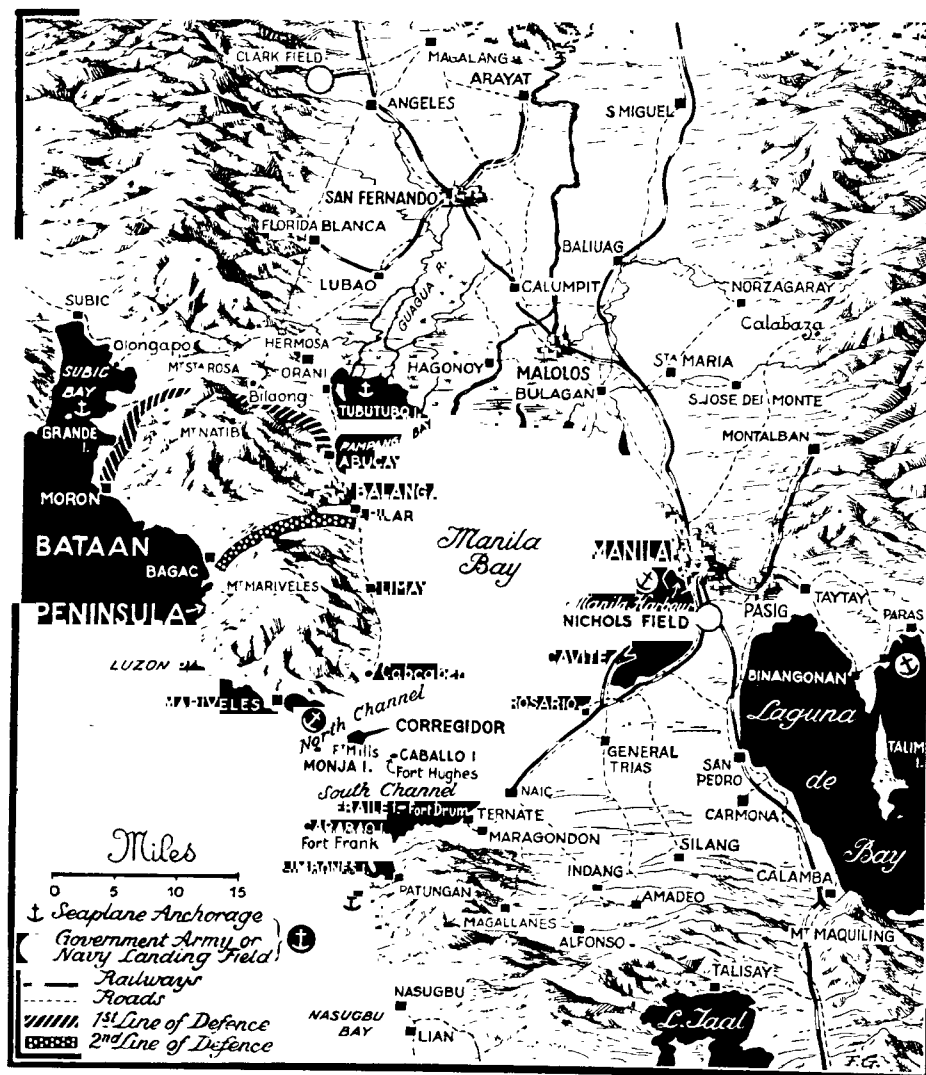 CLARK FIELD
MAGALANG
ARAYAT
ANGELES
S MIGUEL
SAN FERNANDO
FLORIDA BLANCA
BALIUAG
LUBAO
GUAGUA R.
CALUMPIT
NORZAGARAY
SUBIC
Calabaza
Olongapo
HERMOSA
STA MARIA
SUBIC
BAY
MT STA ROSA
ORANI
HAGONOY
MALOLOS
Bilaong
BULAGAN
S. JOSE DEL MONTE
TUBUTUBO I.
GRANDE
I.
MT NATIB
BAY
MONTALBAN
PAMPANG
ABUCAY
MORON
BALANGA
PILAR
BATAAN
Manila
Bay
MANILA
BAGAC
MT MARIVELES
LIMAY
PASIG
TAYTAY
PENINSULA
Manila Harbour
NICHOLS FIELD
PARAS
LUZON
Cabcaben
CAVITE
BINANGONAN
MARIVELES
ROSARIO
Laguna
North Channel
CORREGIDOR
Ft Mills
MONJA I.
CABALLO I
Fort Hughes
GENERAL
TRIAS
SAN
PEDRO
de
TALIM
I.
South Channel
NAIC
FRAILE I. Fort Drum
TERNATE
CARMONA
CARABAO I.
Fort Frank
MARAGONDON
SILANG
Bay
Miles
INDANG
CALAMBA
0 5 10 15
PATUNGAN
AMADEO
MAGALLANES
Seaplane Anchorage
ALFONSO
MT MAQUILING
Government Army or
Navy Landing Field
TALISAY
Railways
Roads
NASUGBU
1st Line of Defence
NASUGBU
BAY
L. Taal
2nd Line of Defence
LIAN
F.G.